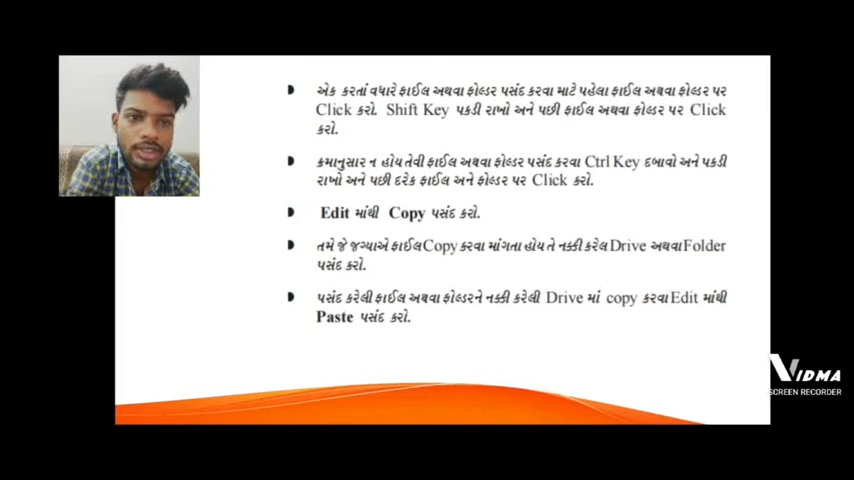 એક કરતાં વધારે ફાઈલ અથવા ફોલ્ડર પસંદ કરવા માટે પહેલા ફાઈલ અથવા ફોલ્ડર પર
Click કરો. Shift Key પકડી રાખો અને પછી ફાઈલ અથવા ફોલ્ડર પર Click
કરો.
ક્રમાનુસાર ન હોય તેવી ફાઈલ અથવા ફોલ્ડર પસંદ કરવા Ctrl Key દબાવો અને પકડી
રાખો અને પછી દરેક ફાઈલ અને ફોલ્ડર પર Click કરો.
Edit માંથી Copy પસંદ કરો.
તમે જે જગ્યાએ ફાઈલ Copy કરવા માંગતા હોય તે નક્કી કરેલ Drive અથવા Folder
પસંદ કરો.
પસંદ કરેલી ફાઈલ અથવા ફોલ્ડરને નક્કી કરેલી Drive માં copy કરવા Edit માંથી
Paste પસંદ કરો.
VIDMA
SCREEN RECORDER